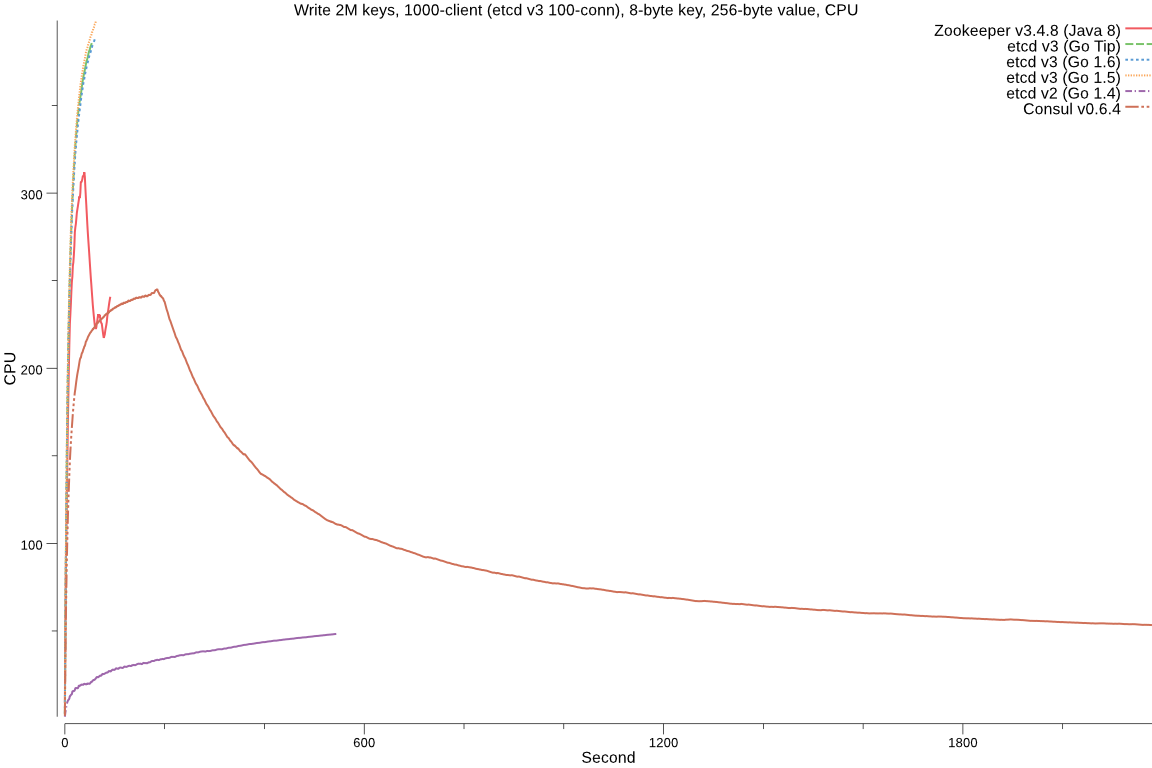 Write 2M keys, 1000-client (etcd v3 100-conn), 8-byte key, 256-byte value, CPU
Zookeeper v3.4.8 (Java 8)
etcd v3 (Go Tip)
etcd v3 (Go 1.6)
etcd v3 (Go 1.5)
etcd v2 (Go 1.4)
Consul v0.6.4
300
200
100
CPU
0 600 1200 1800
Second